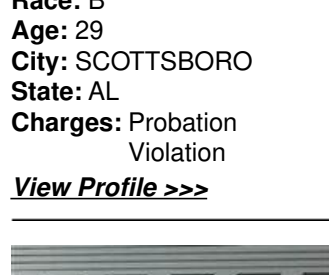 Race: B
Age: 29
City: SCOTTSBORO
State: AL
Charges: Probation
Violation
View Profile >>>